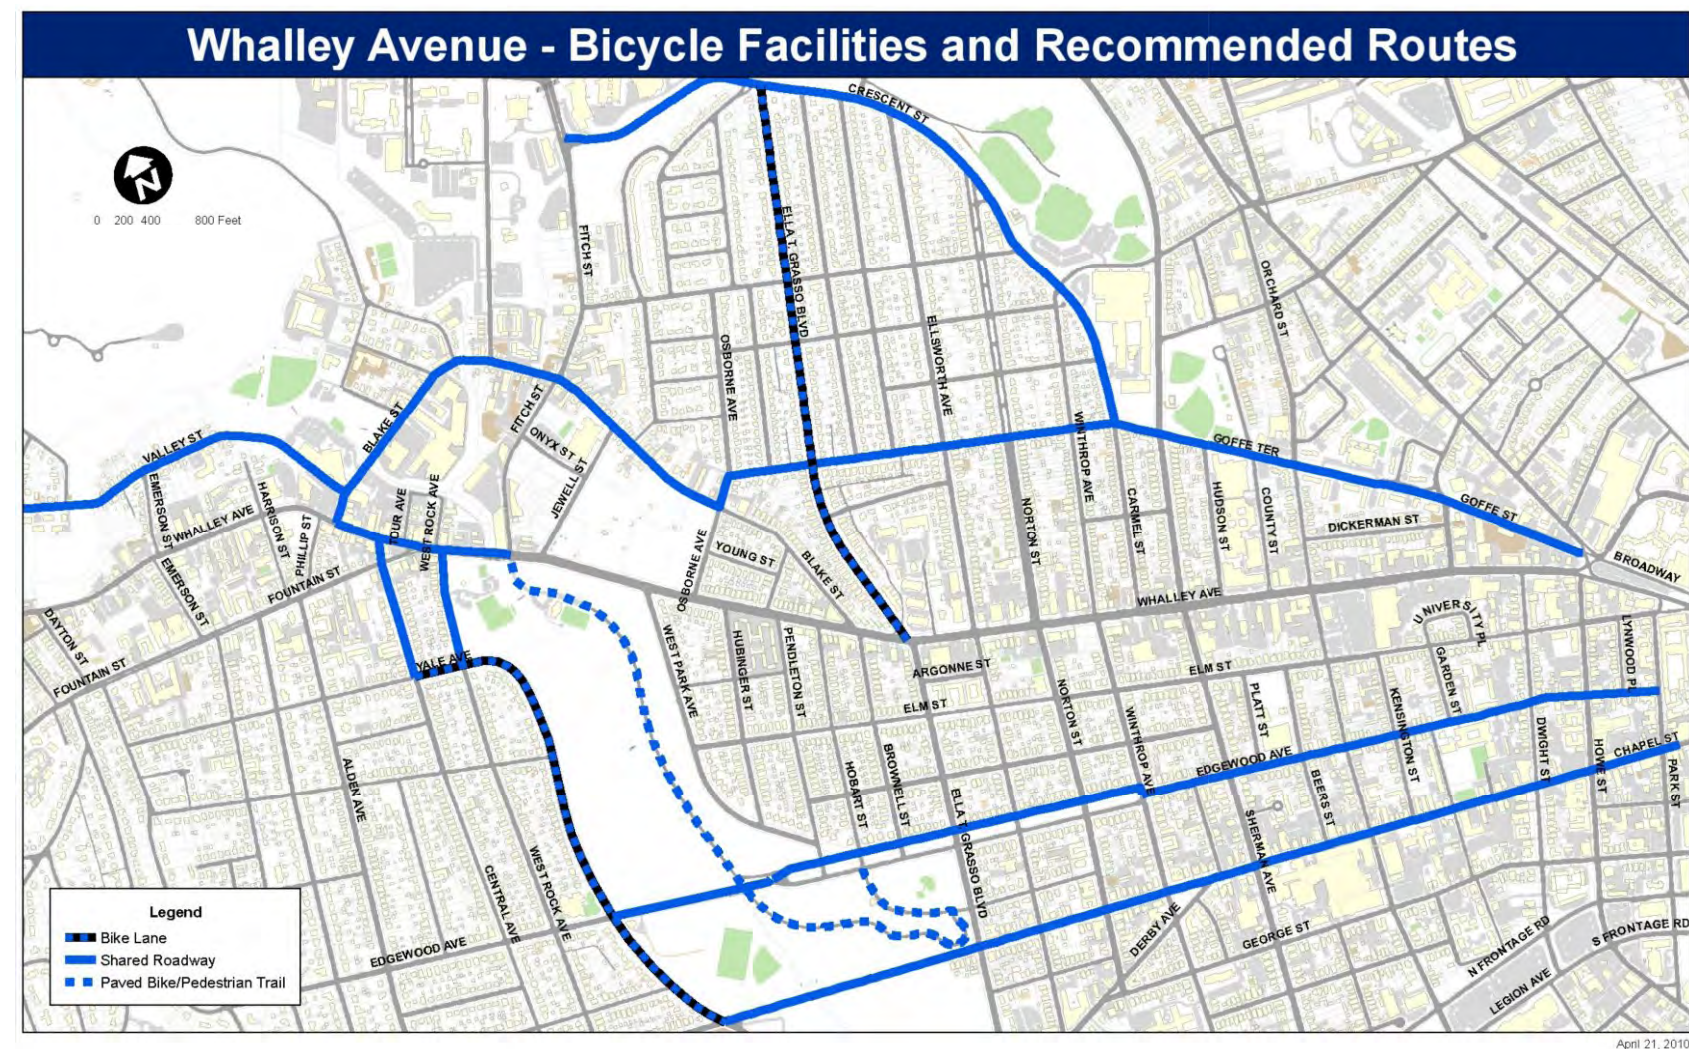 Whalley Avenue - Bicycle Facilities and Recommended Routes
CRESCENT ST
N
0 200 400 800 Feet
FITCH ST
ELLA T. GRASSO BLVD
ORCHARD ST
OSBORNE AVE
ELLSWORTH AVE
BLAKE ST
FITCH ST
ONYX ST
VALLEY ST
WINTHROP AVE
GOFFE TER
EMERSON ST
HARRISON ST
TOUR AVE
WEST ROCK AVE
JEWELL ST
NORTON ST
CARMEL ST
HUDSON ST
COUNTY ST
GOFFE ST
DICKERMAN ST
WHALLEY AVE
PHILLIP ST
FOUNTAIN ST
EMERSON ST
OSBORNE AVE
YOUNG ST
BLAKE ST
BROADWAY
WHALLEY AVE
UNIVERSITY PL
LYNWOOD PL
DAYTON ST
FOUNTAIN ST
YALE AVE
WEST PARK AVE
HUBINGER ST
PENDLETON ST
ARGONNE ST
ELM ST
ELM ST
NORTON ST
WINTHROP AVE
PLATT ST
KENSINGTON ST
GARDEN ST
DWIGHT ST
HOWE ST
CHAPEL ST
PARK ST
ALDEN AVE
HOBART ST
BROWNELL ST
EDGEWOOD AVE
BEERS ST
ELLA T. GRASSO BLVD
SHERMAN AVE
CENTRAL AVE
WEST ROCK AVE
EDGEWOOD AVE
DERBY AVE
GEORGE ST
N FRONTAGE RD
S FRONTAGE RD
LEGION AVE
Legend
Bike Lane
Shared Roadway
Paved Bike/Pedestrian Trail
April 21, 2010